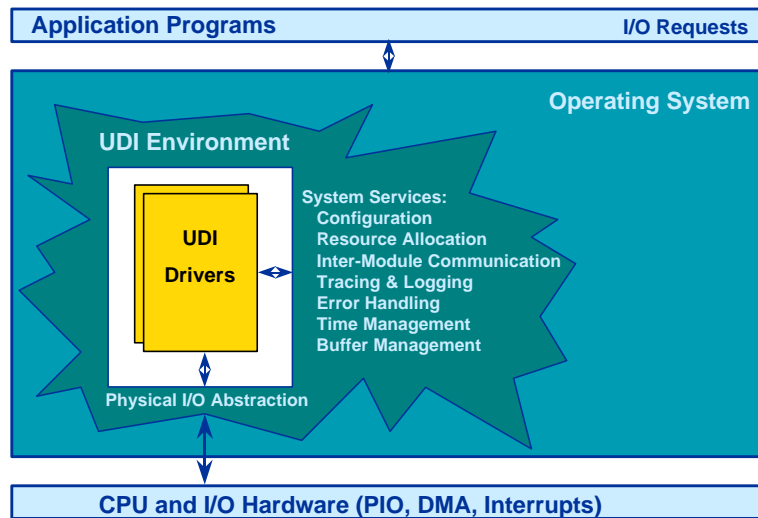 Application Programs
I/O Requests
Operating System
UDI Environment
System Services:
Configuration
Resource Allocation
Inter-Module Communication
Tracing & Logging
Error Handling
Time Management
Buffer Management
UDI
Drivers
Physical I/O Abstraction
CPU and I/O Hardware (PIO, DMA, Interrupts)